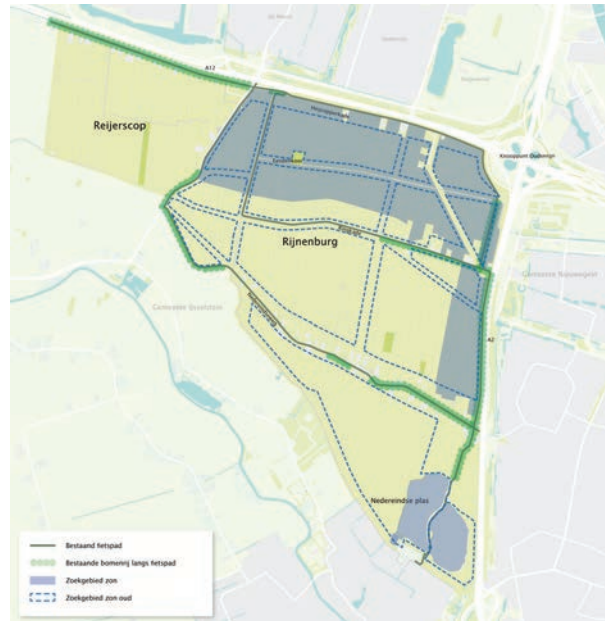 A12
Reijerscop
Knooppunt Oudenrijn
Rijnenburg
Gemeente Nieuwegein
Gemeente IJsselstein
A2
Nedereindse plas
Bestaand fietspad
Bestaande bomenrij langs fietspad
Zoekgebied zon
Zoekgebied zon oud